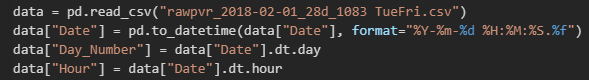 data = pd.read_csv("rawpvr_2018-02-01_28d_1083 TueFri.csv")
data["Date"] = pd.to_datetime(data["Date"], format="%Y-%m-%d %H:%M:%S.%f")
data["Day_Number"] = data["Date"].dt.day
data["Hour"] = data["Date"].dt.hour